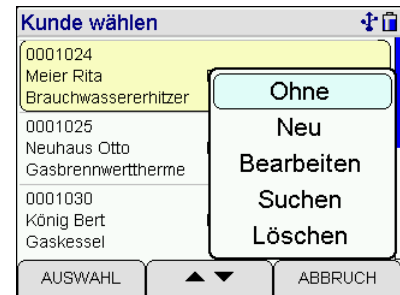 Kunde wählen
0001024
Meier Rita
Brauchwassererhitzer
0001025
Neuhaus Otto
Gasbrennwerttherme
0001030
König Bert
Gaskessel
Ohne
Neu
Bearbeiten
Suchen
Löschen
AUSWAHL
ABBRUCH